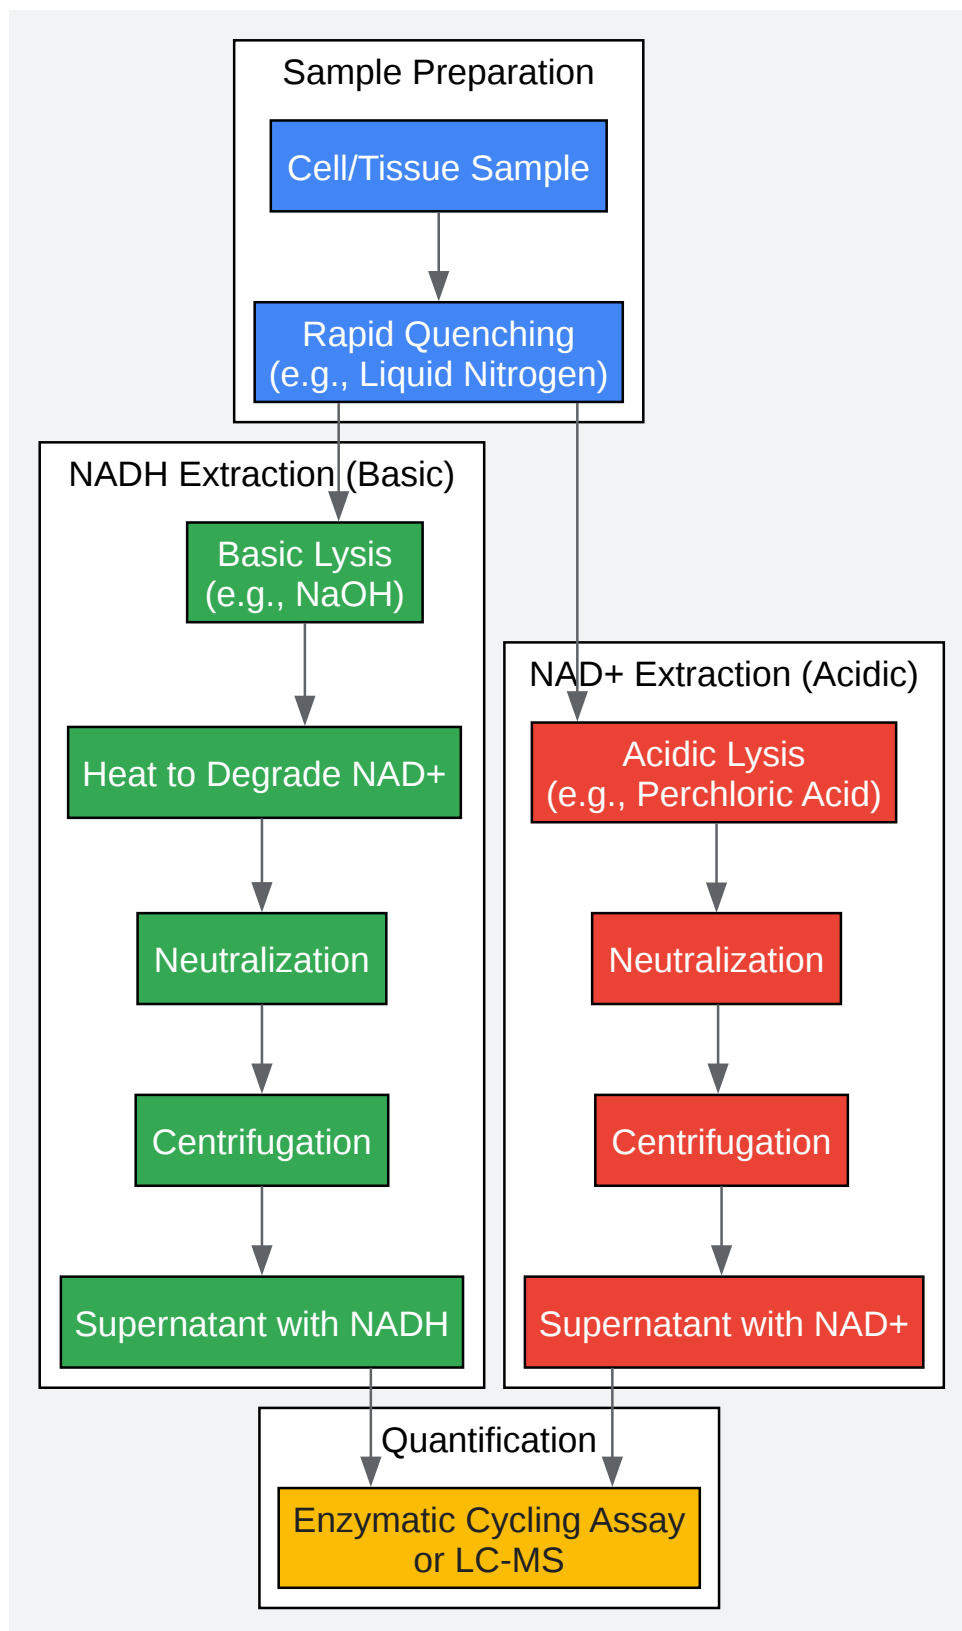 Sample Preparation
Cell/Tissue Sample
Rapid Quenching
(e.g., Liquid Nitrogen)
NADH Extraction (Basic)
Basic Lysis
(e.g., NaOH)
Heat to Degrade NAD+
Neutralization
Centrifugation
Supernatant with NADH
NAD+ Extraction (Acidic)
Acidic Lysis
(e.g., Perchloric Acid)
Neutralization
Centrifugation
Supernatant with NAD+
Quantification
Enzymatic Cycling Assay
or LC-MS